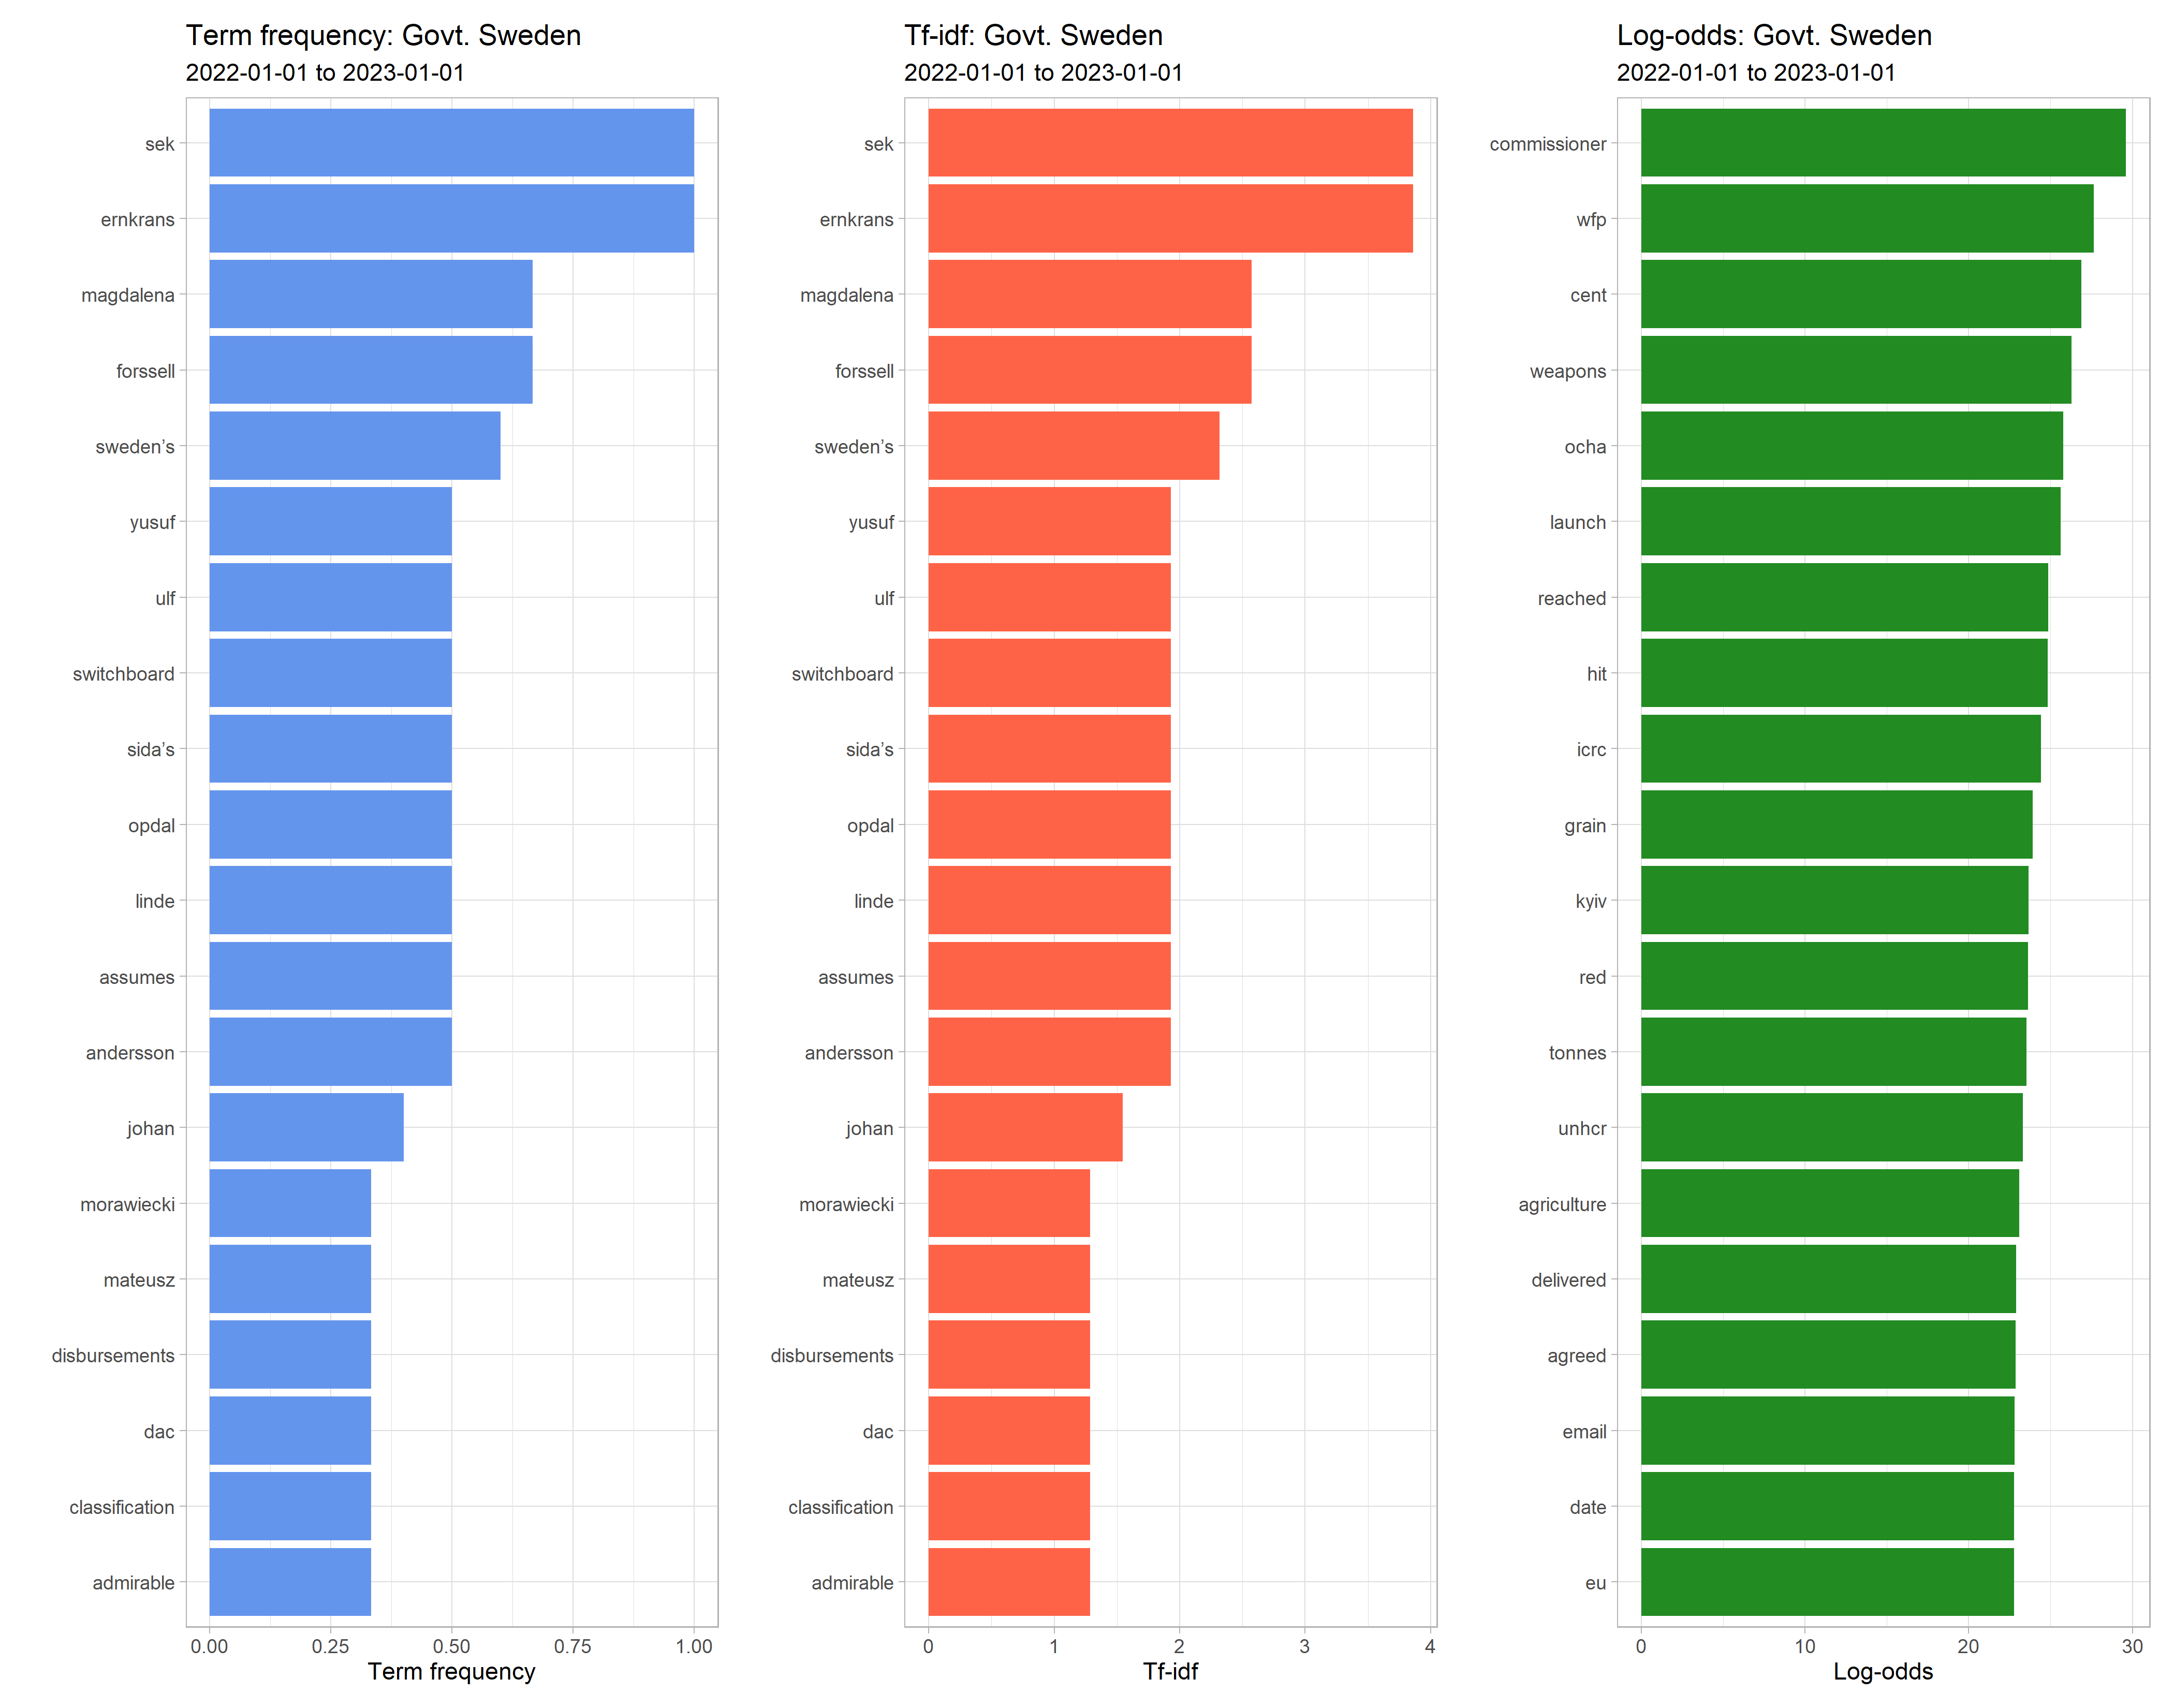 Term frequency: Govt. Sweden
2022-01-01 to 2023-01-01
sek
ernkrans
magdalena
forssell
sweden’s
yusuf
ulf
switchboard
sida’s
opdal
linde
assumes
andersson
johan
morawiecki
mateusz
disbursements
dac
classification
admirable
0.00 0.25 0.50 0.75 1.00
Term frequency
Tf-idf: Govt. Sweden
2022-01-01 to 2023-01-01
sek
ernkrans
magdalena
forssell
sweden’s
yusuf
ulf
switchboard
sida’s
opdal
linde
assumes
andersson
johan
morawiecki
mateusz
disbursements
dac
classification
admirable
0 1 2 3 4
Tf-idf
Log-odds: Govt. Sweden
2022-01-01 to 2023-01-01
commissioner
wfp
cent
weapons
ocha
launch
reached
hit
icrc
grain
kyiv
red
tonnes
unhcr
agriculture
delivered
agreed
email
date
eu
0 10 20 30
Log-odds